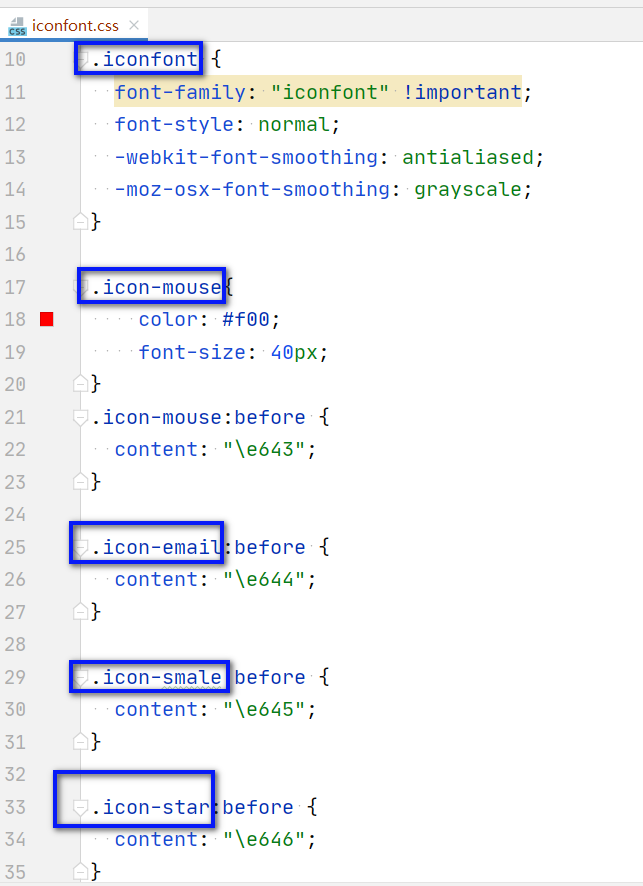 CSS iconfont.css ×
10 .iconfont {
11 font-family: "iconfont" !important;
12 font-style: normal;
13 -webkit-font-smoothing: antialiased;
14 -moz-osx-font-smoothing: grayscale;
15 }
16
17 .icon-mouse{
18 color: #f00;
19 font-size: 40px;
20 }
21 .icon-mouse:before {
22 content: "\e643";
23 }
24
25 .icon-email:before {
26 content: "\e644";
27 }
28
29 .icon-smale before {
30 content: "\e645";
31 }
32
33 .icon-star:before {
34 content: "\e646";
35 }